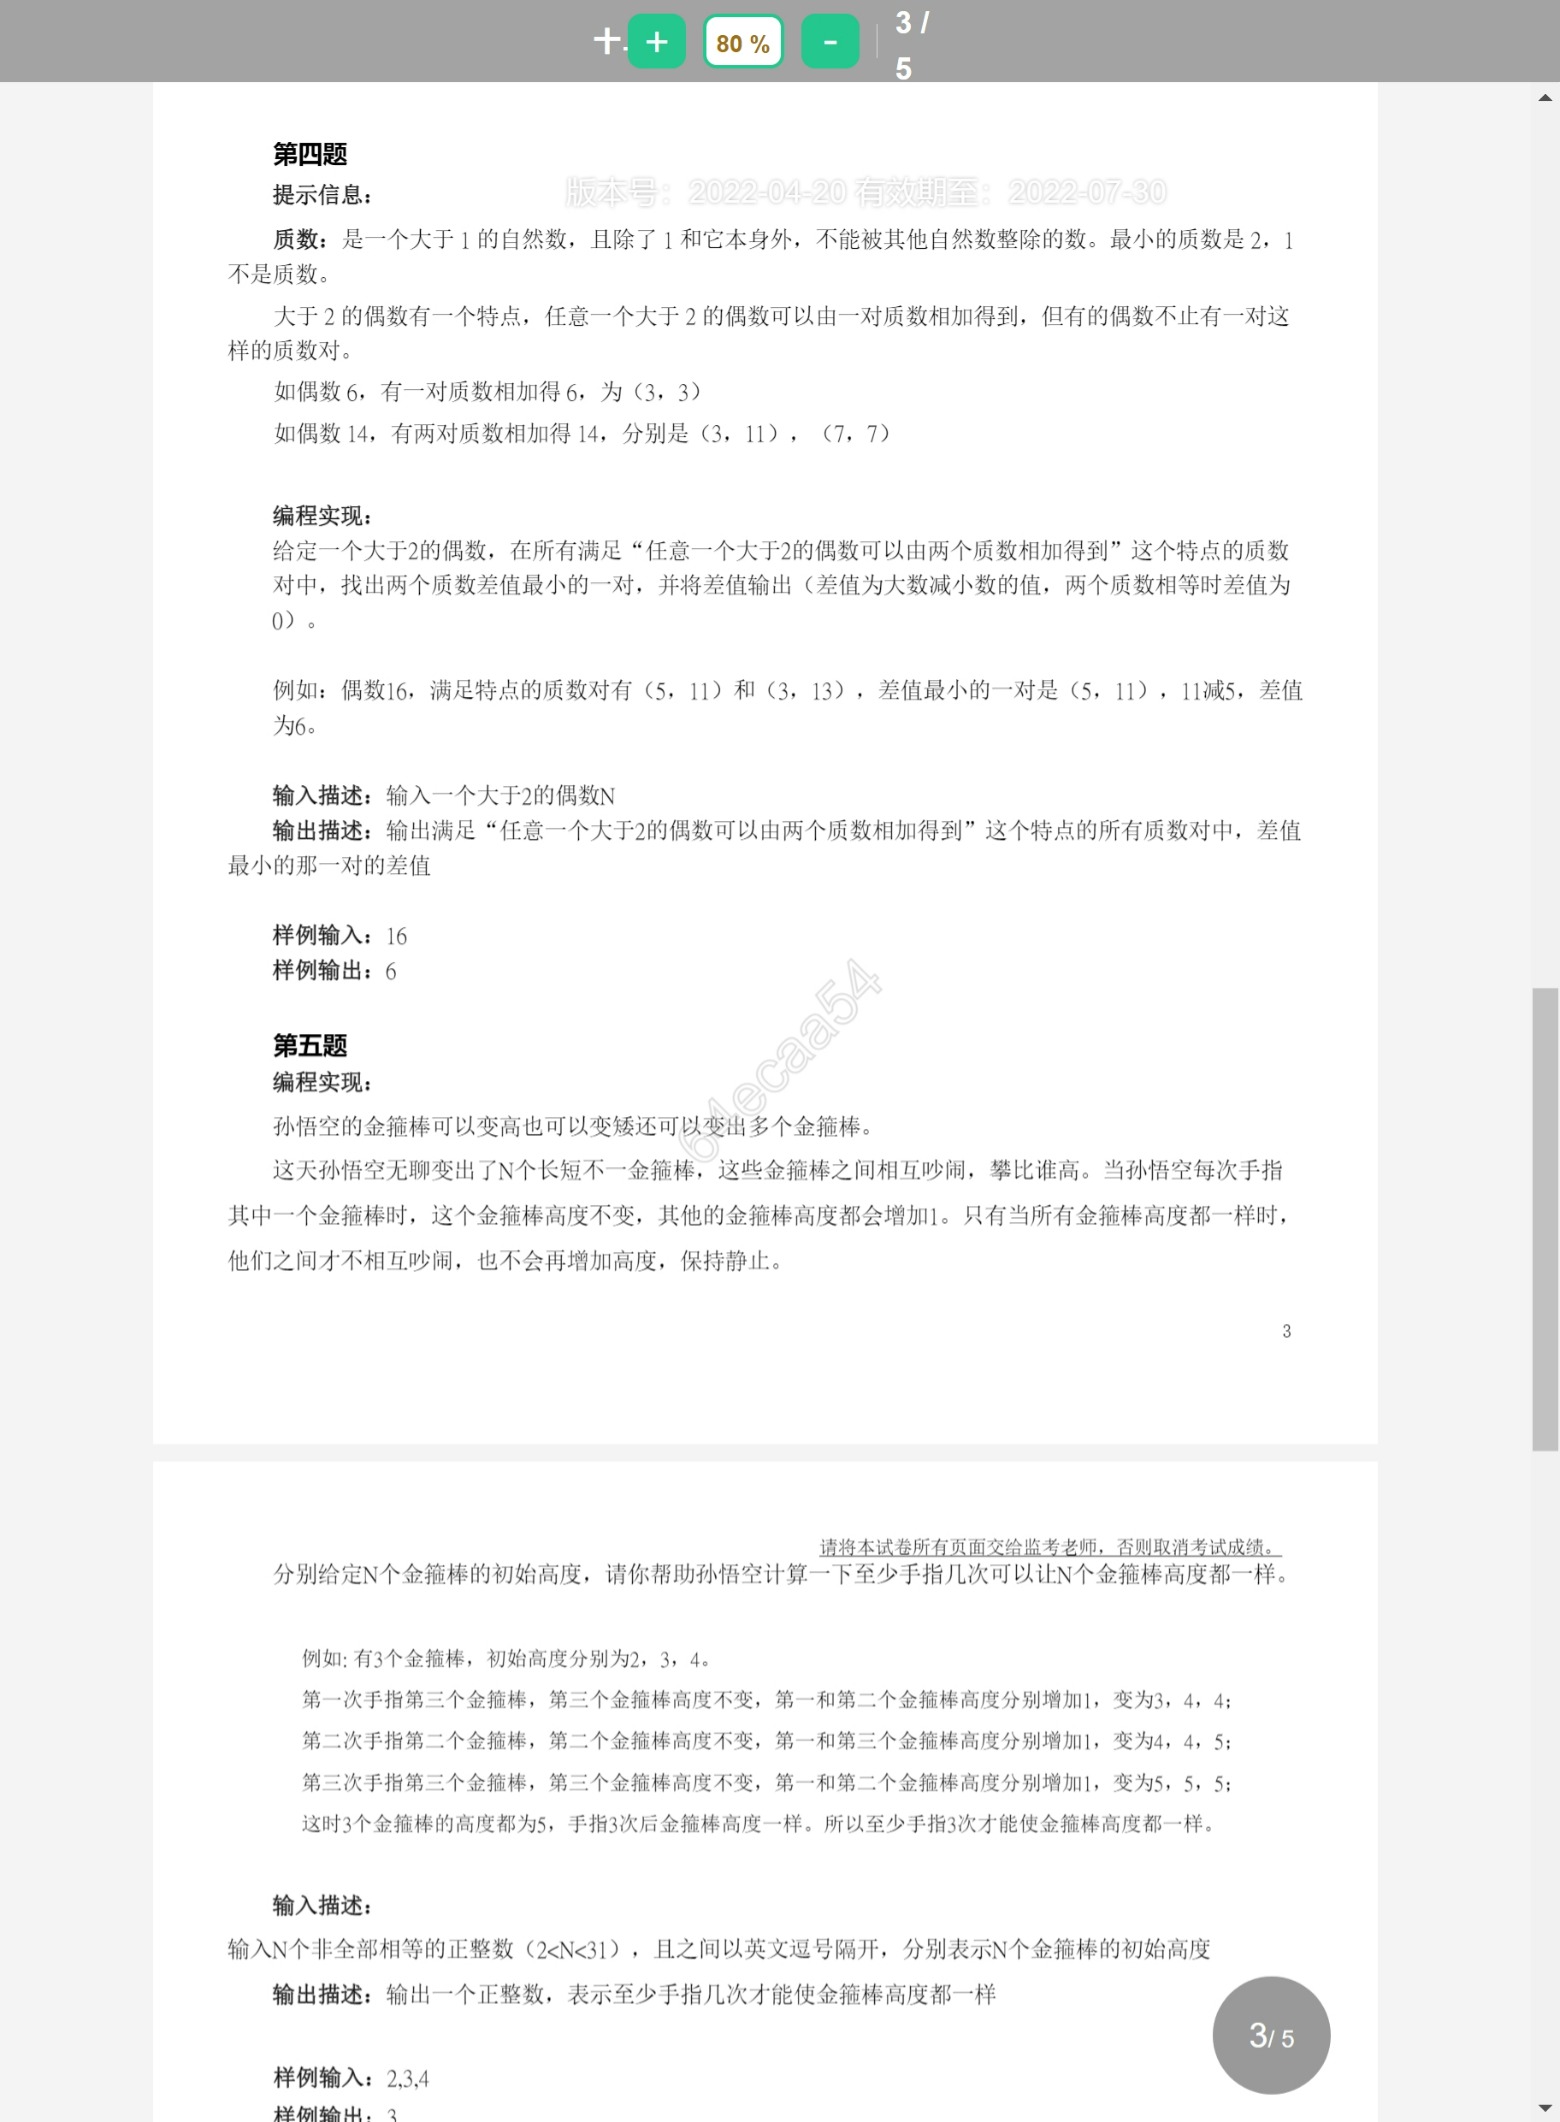 +.
+
80 %
-
3 /
5
第四题
版本号：2022-04-20 有效期至：2022-07-30
提示信息：
质数：是一个大于 1 的自然数，且除了 1 和它本身外，不能被其他自然数整除的数。最小的质数是 2，1
不是质数。
大于 2 的偶数有一个特点，任意一个大于 2 的偶数可以由一对质数相加得到，但有的偶数不止有一对这
样的质数对。
如偶数 6，有一对质数相加得 6，为（3，3）
如偶数 14，有两对质数相加得 14，分别是（3，11），（7，7）
编程实现：
给定一个大于2的偶数，在所有满足“任意一个大于2的偶数可以由两个质数相加得到”这个特点的质数
对中，找出两个质数差值最小的一对，并将差值输出（差值为大数减小数的值，两个质数相等时差值为
0）。
例如：偶数16，满足特点的质数对有（5，11）和（3，13），差值最小的一对是（5，11），11减5，差值
为6。
输入描述：输入一个大于2的偶数N
输出描述：输出满足“任意一个大于2的偶数可以由两个质数相加得到”这个特点的所有质数对中，差值
最小的那一对的差值
样例输入：16
样例输出：6
64ecaa54
第五题
编程实现：
孙悟空的金箍棒可以变高也可以变矮还可以变出多个金箍棒。
这天孙悟空无聊变出了N个长短不一金箍棒，这些金箍棒之间相互吵闹，攀比谁高。当孙悟空每次手指
其中一个金箍棒时，这个金箍棒高度不变，其他的金箍棒高度都会增加1。只有当所有金箍棒高度都一样时，
他们之间才不相互吵闹，也不会再增加高度，保持静止。
3
请将本试卷所有页面交给监考老师，否则取消考试成绩。
分别给定N个金箍棒的初始高度，请你帮助孙悟空计算一下至少手指几次可以让N个金箍棒高度都一样。
例如: 有3个金箍棒，初始高度分别为2，3，4。
第一次手指第三个金箍棒，第三个金箍棒高度不变，第一和第二个金箍棒高度分别增加1，变为3，4，4；
第二次手指第二个金箍棒，第二个金箍棒高度不变，第一和第三个金箍棒高度分别增加1，变为4，4，5；
第三次手指第三个金箍棒，第三个金箍棒高度不变，第一和第二个金箍棒高度分别增加1，变为5，5，5；
这时3个金箍棒的高度都为5，手指3次后金箍棒高度一样。所以至少手指3次才能使金箍棒高度都一样。
输入描述：
输入N个非全部相等的正整数（2<N<31），且之间以英文逗号隔开，分别表示N个金箍棒的初始高度
输出描述：输出一个正整数，表示至少手指几次才能使金箍棒高度都一样
3/ 5
样例输入：2,3,4
样例输出：3